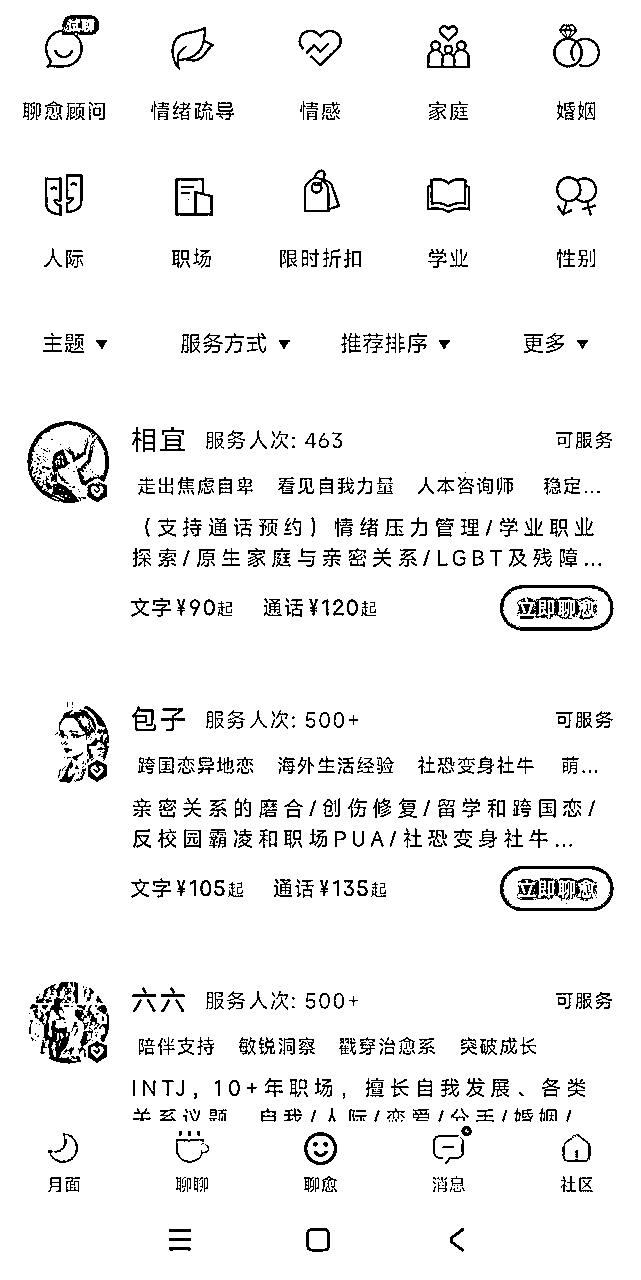 试聊
聊愈顾问 情绪疏导 情感 家庭 婚姻
人际 职场 限时折扣 学业 性别
主题 ▼ 服务方式 ▼ 推荐排序 ▼ 更多 ▼
相宜 服务人次: 463 可服务
走出焦虑自卑 看见自我力量 人本咨询师 稳定...
（支持通话预约）情绪压力管理/学业职业
探索/原生家庭与亲密关系/LGBT及残障...
文字¥90起 通话¥120起 立即聊愈
包子 服务人次: 500+ 可服务
跨国恋异地恋 海外生活经验 社恐变身社牛 萌...
亲密关系的磨合/创伤修复/留学和跨国恋/
反校园霸凌和职场PUA/社恐变身社牛...
文字¥105起 通话¥135起 立即聊愈
六六 服务人次: 500+ 可服务
陪伴支持 敏锐洞察 戳穿治愈系 突破成长
INTJ, 10+年职场, 擅长自我发展、各类
关系议题 自我/人际/恋爱/分手/婚姻/
月面 聊聊 聊愈 消息 社区